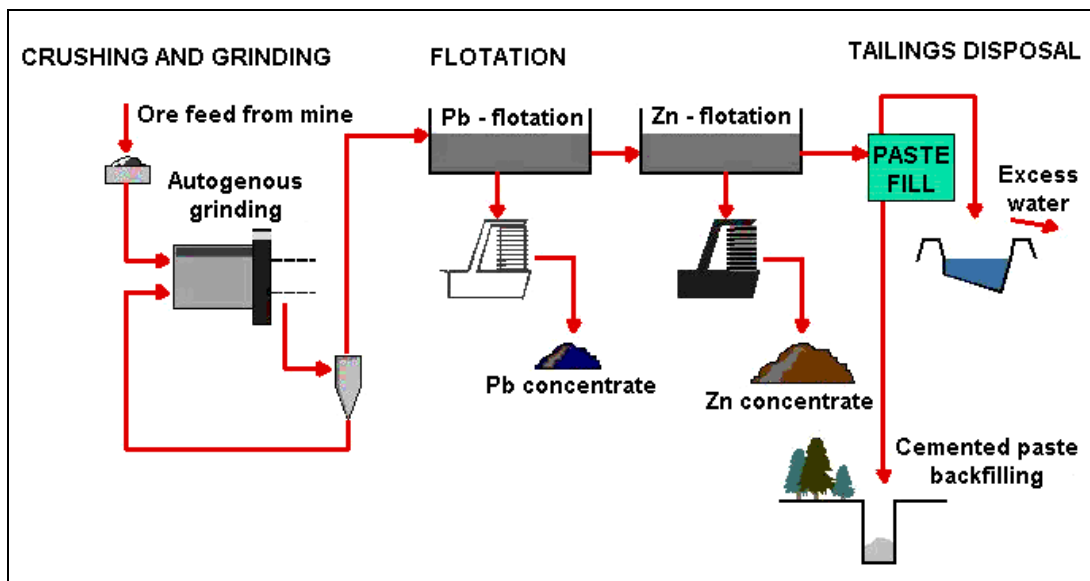 CRUSHING AND GRINDING
FLOTATION
TAILINGS DISPOSAL
Ore feed from mine
Autogenous
grinding
Pb - flotation
Zn - flotation
PASTE
FILL
Excess
water
Pb concentrate
Zn concentrate
Cemented paste
backfilling